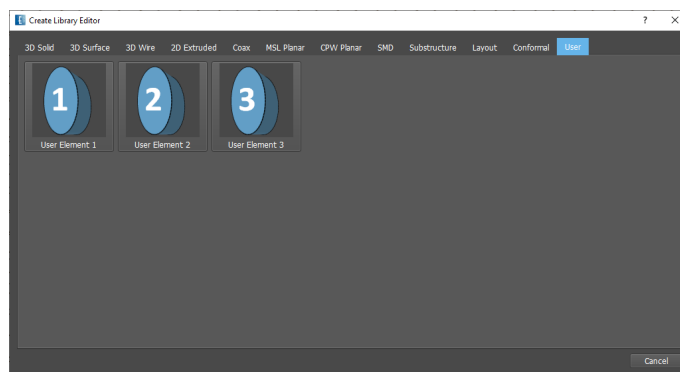 Create Library Editor ? ×
3D Solid 3D Surface 3D Wire 2D Extruded Coax MSL Planar CPW Planar SMD Substructure Layout Conformal User
1 2 3
User Element 1 User Element 2 User Element 3
Cancel